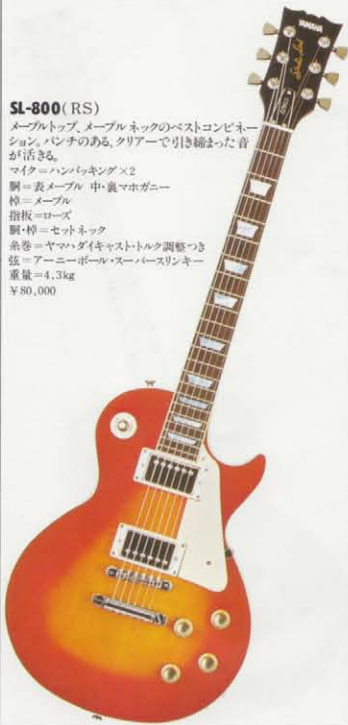 YAMAHA
SL-800(RS)
メープルトップ、メープルネックのベストコンビネー
ション。パンチのある、クリアーで引き締まった音
が活きる。
マイク＝ハンバッキング×2
胴＝表メープル 中・裏マホガニー
棹＝メープル
指板＝ローズ
胴・棹＝セットネック
糸巻＝ヤマハダイキャスト・トルク調整つき
弦＝アーニーボール・スーパースリンキー
重量＝4.3kg
￥80,000